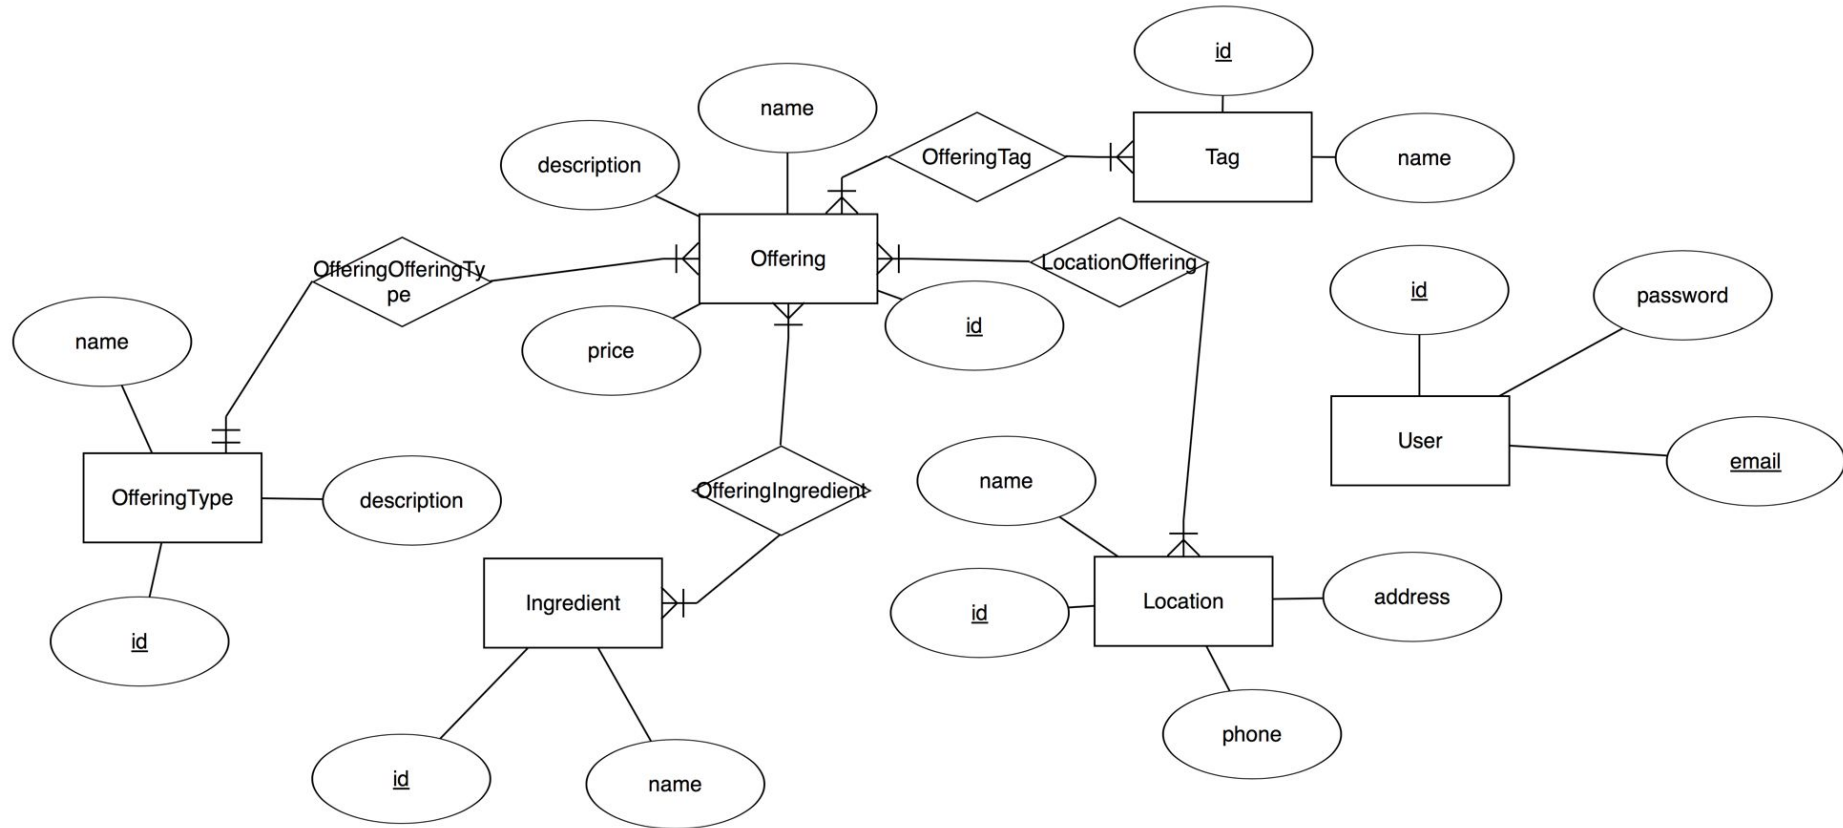 id
name
OfferingTag
Tag
name
description
Offering
LocationOffering
OfferingOfferingTy
pe
id
password
id
name
price
User
email
name
OfferingType
description
OfferingIngredient
Ingredient
id
Location
address
id
phone
id
name